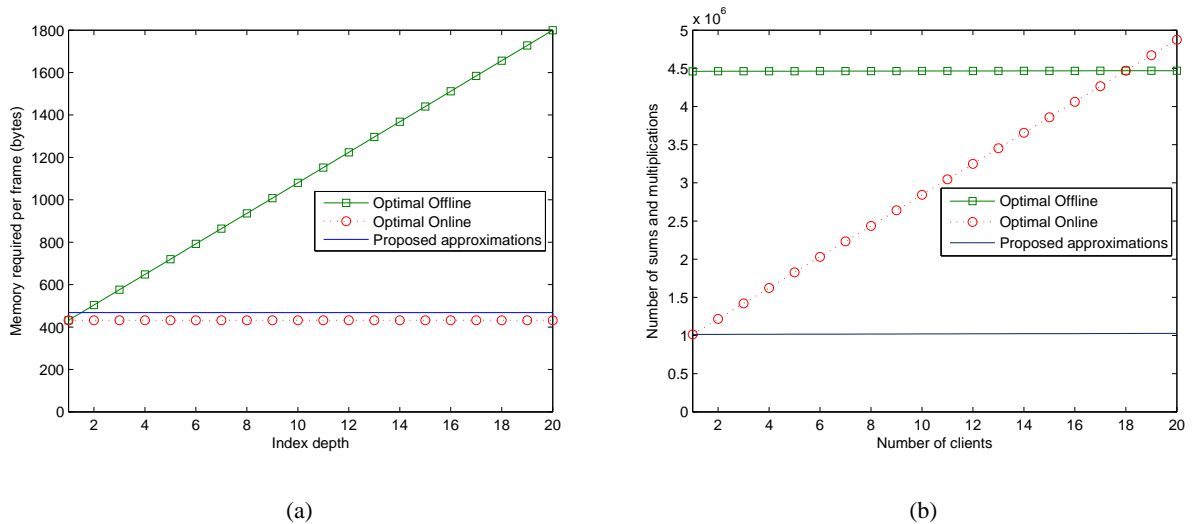 1800
1600
1400
1200
1000
800
600
400
200
0
Memory required per frame (bytes)
2 4 6 8 10 12 14 16 18 20
Index depth
Optimal Offline
Optimal Online
Proposed approximations
(a)
x 10^6
5
4.5
4
3.5
3
2.5
2
1.5
1
0.5
0
Number of sums and multiplications
2 4 6 8 10 12 14 16 18 20
Number of clients
Optimal Offline
Optimal Online
Proposed approximations
(b)